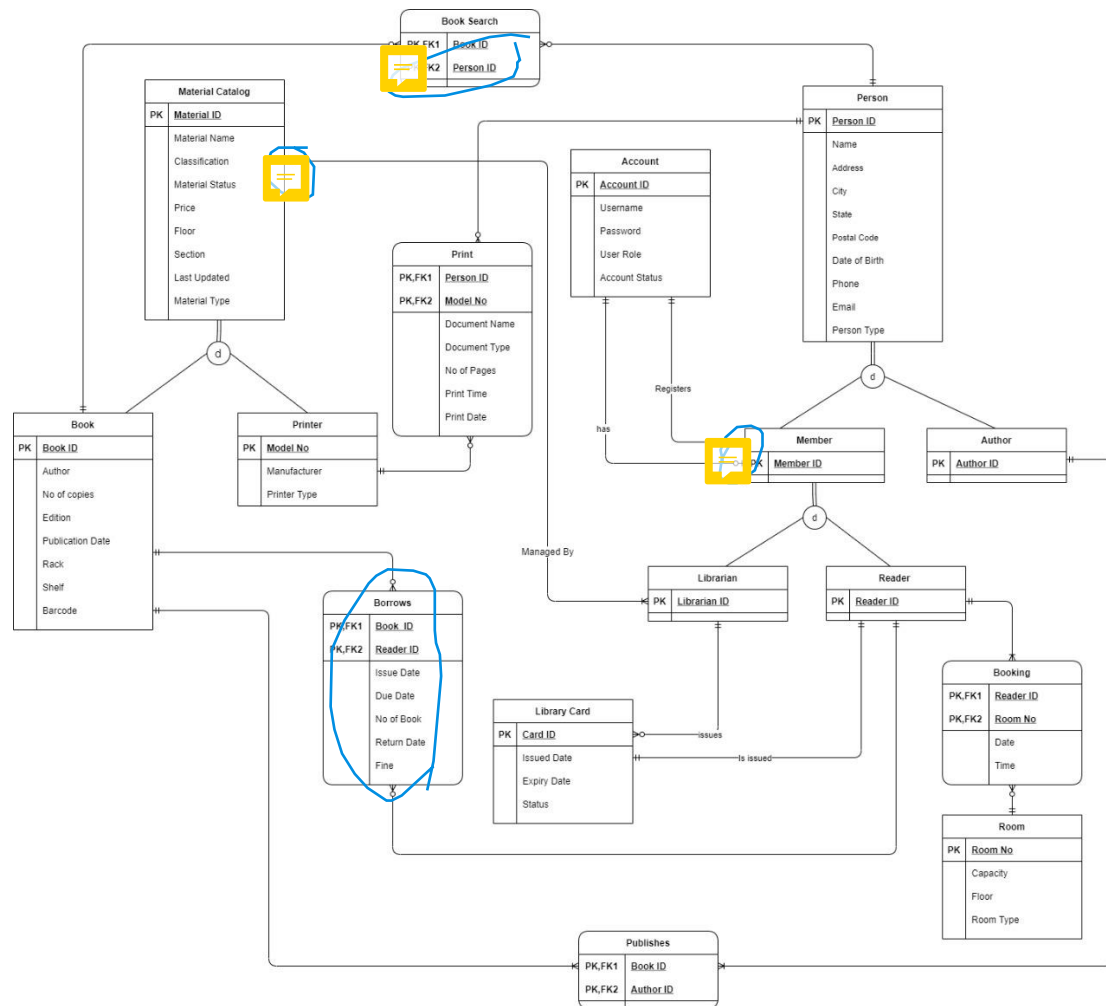 Book Search
PK,FK1 Book ID
FK2 Person ID
Material Catalog
PK Material ID
Material Name
Classification
Material Status
Price
Floor
Section
Last Updated
Material Type
Person
PK Person ID
Name
Address
City
State
Postal Code
Date of Birth
Phone
Email
Person Type
Account
PK Account ID
Username
Password
User Role
Account Status
Print
PK,FK1 Person ID
PK,FK2 Model No
Document Name
Document Type
No of Pages
Print Time
Print Date
d
d
Registers
has
Book
PK Book ID
Author
No of copies
Edition
Publication Date
Rack
Shelf
Barcode
Printer
PK Model No
Manufacturer
Printer Type
Member
PK Member ID
Author
PK Author ID
d
Managed By
Librarian
PK Librarian ID
Reader
PK Reader ID
Borrows
PK,FK1 Book ID
PK,FK2 Reader ID
Issue Date
Due Date
No of Book
Return Date
Fine
Library Card
PK Card ID
Issued Date
Expiry Date
Status
issues
Is issued
Booking
PK,FK1 Reader ID
PK,FK2 Room No
Date
Time
Room
PK Room No
Capacity
Floor
Room Type
Publishes
PK,FK1 Book ID
PK,FK2 Author ID